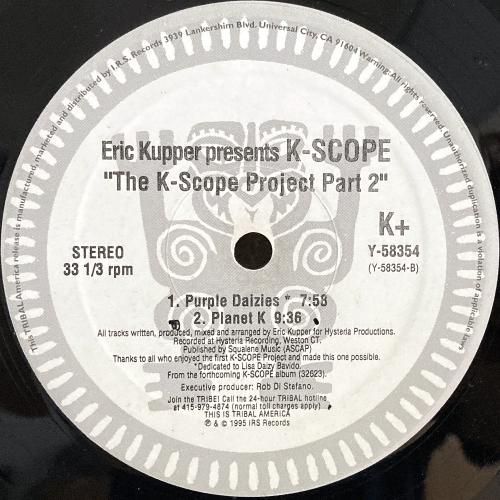 This TRIBAL America release is manufactured, marketed and distributed by I.R.S. Records 3939 Lankershim Blvd. Universal City, CA 91604 Warning: All rights reserved. Unauthorized duplication is a violation of applicable laws
Eric Kupper presents K-SCOPE
"The K-Scope Project Part 2"
K+
STEREO
33 1/3 rpm
Y-58354
(Y-58354-B)
1. Purple Daizies * 7:53
2. Planet K 9:36
All tracks written, produced, mixed and arranged by Eric Kupper for Hysteria Productions.
Recorded at Hysteria Recording, Weston CT.
Published by Squalene Music (ASCAP)
Thanks to all who enjoyed the first K-SCOPE Project and made this one possible.
*Dedicated to Lisa Daizy Bavido.
From the forthcoming K-SCOPE album (32623).
Executive producer: Rob Di Stefano.
Join the TRIBE! Call the 24-hour TRIBAL hotline
at 415-979-4874 (normal toll charges apply)
THIS IS TRIBAL AMERICA
℗ & © 1995 IRS Records